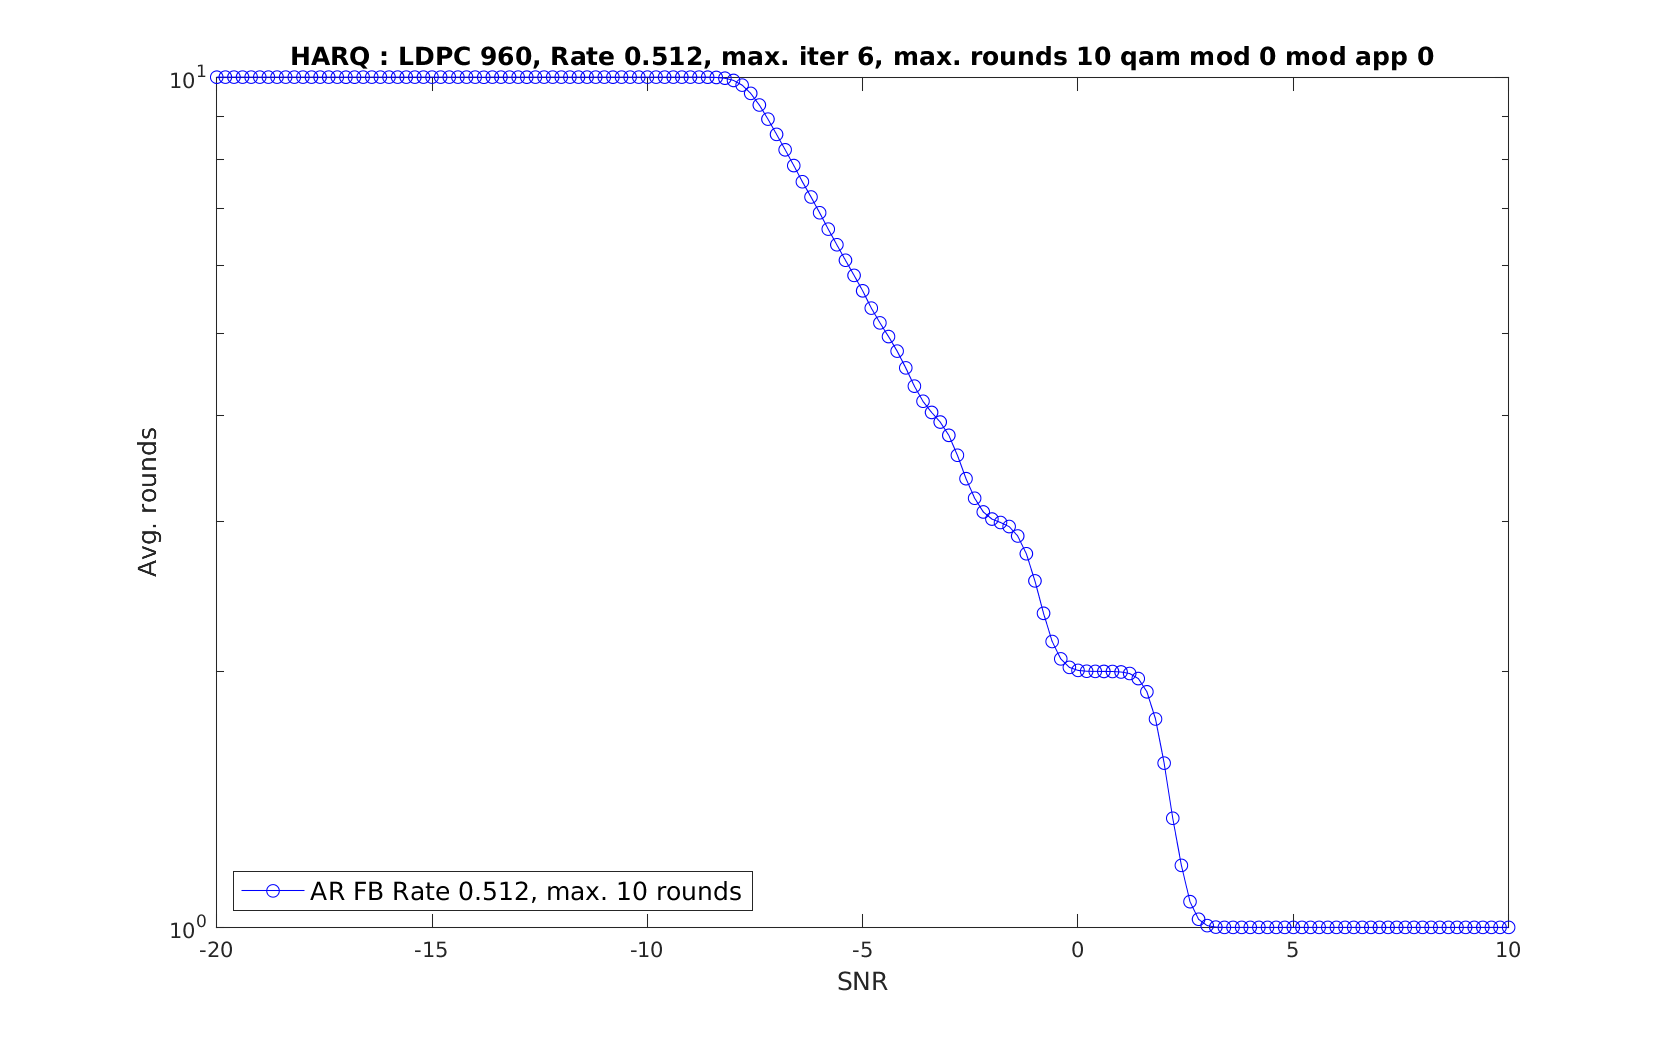 HARQ : LDPC 960, Rate 0.512, max. iter 6, max. rounds 10 qam mod 0 mod app 0
10^1
Avg. rounds
AR FB Rate 0.512, max. 10 rounds
10^0
-20 -15 -10 -5 0 5 10
SNR